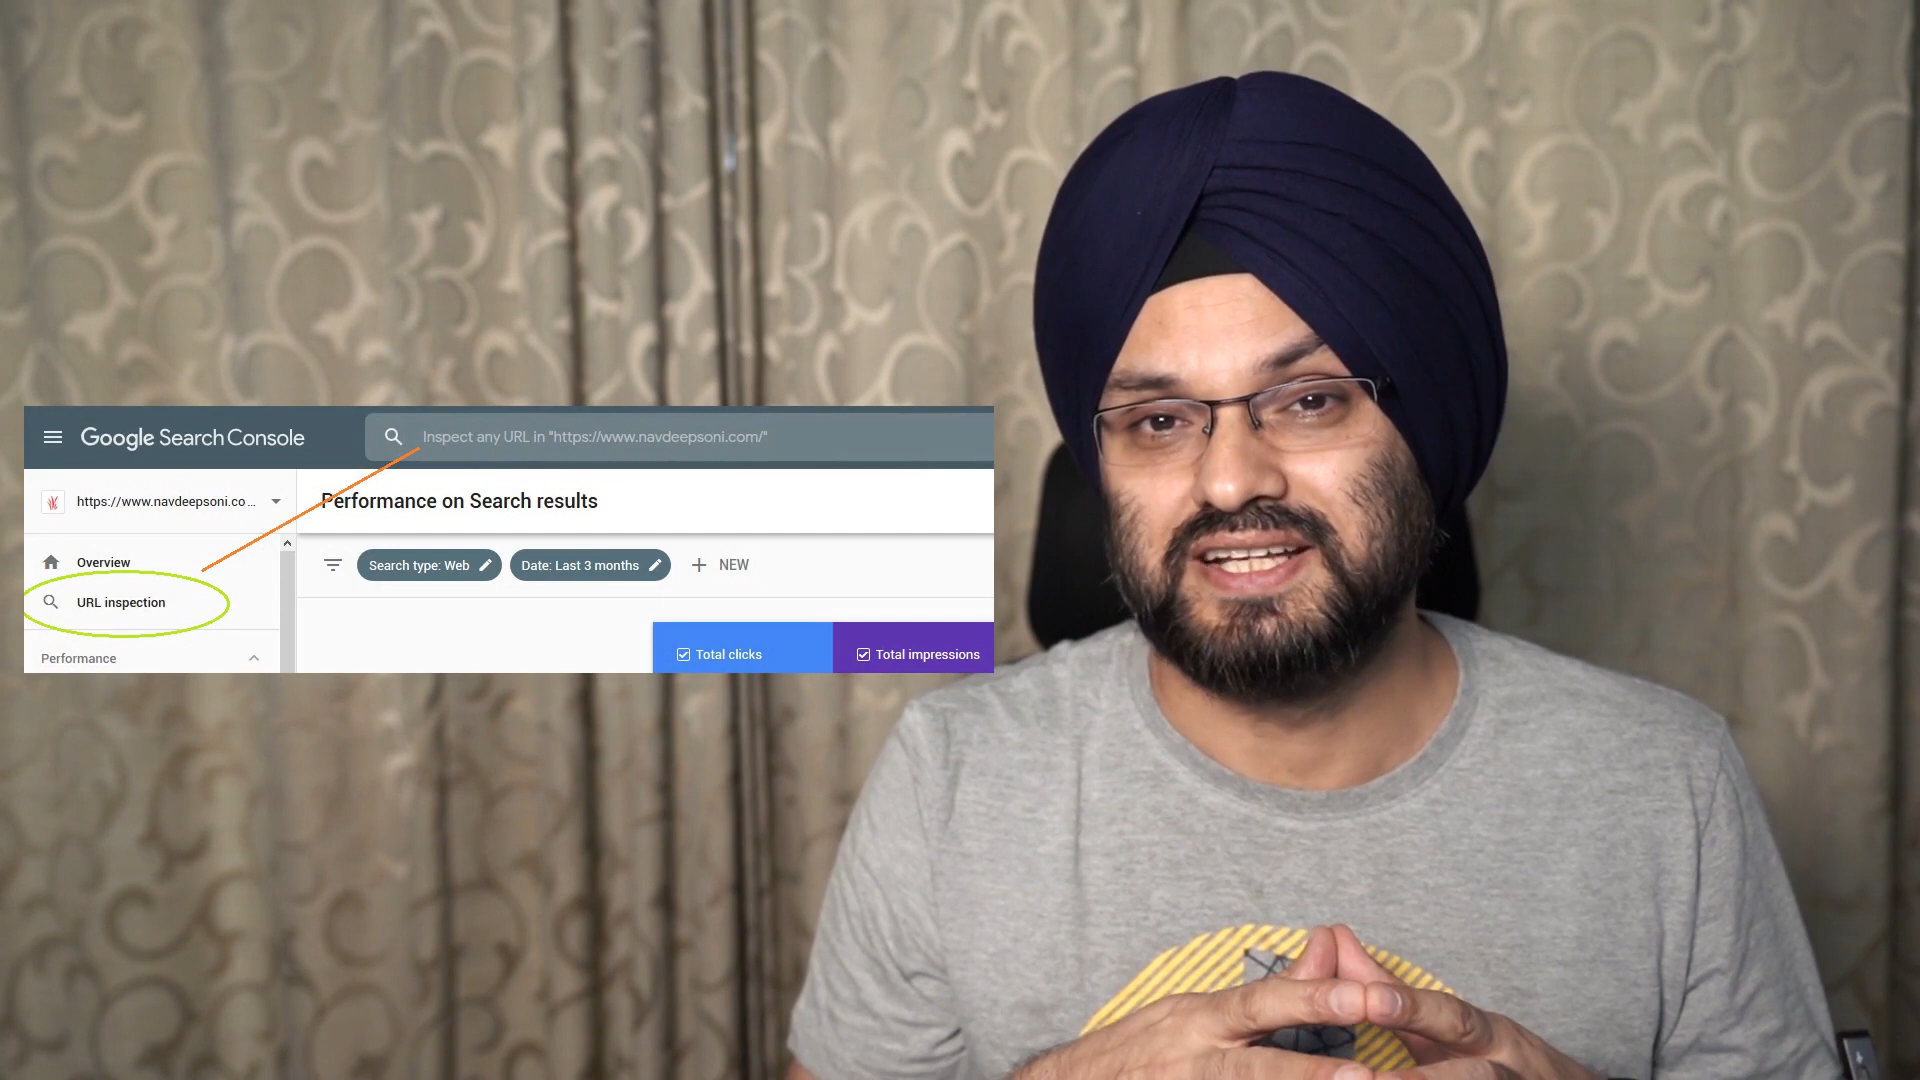 Google Search Console
Inspect any URL in "https://www.navdeepsoni.com/"
https://www.navdeepsoni.co...
Performance on Search results
Overview
Search type: Web
Date: Last 3 months
+ NEW
URL inspection
Performance
Total clicks
Total impressions